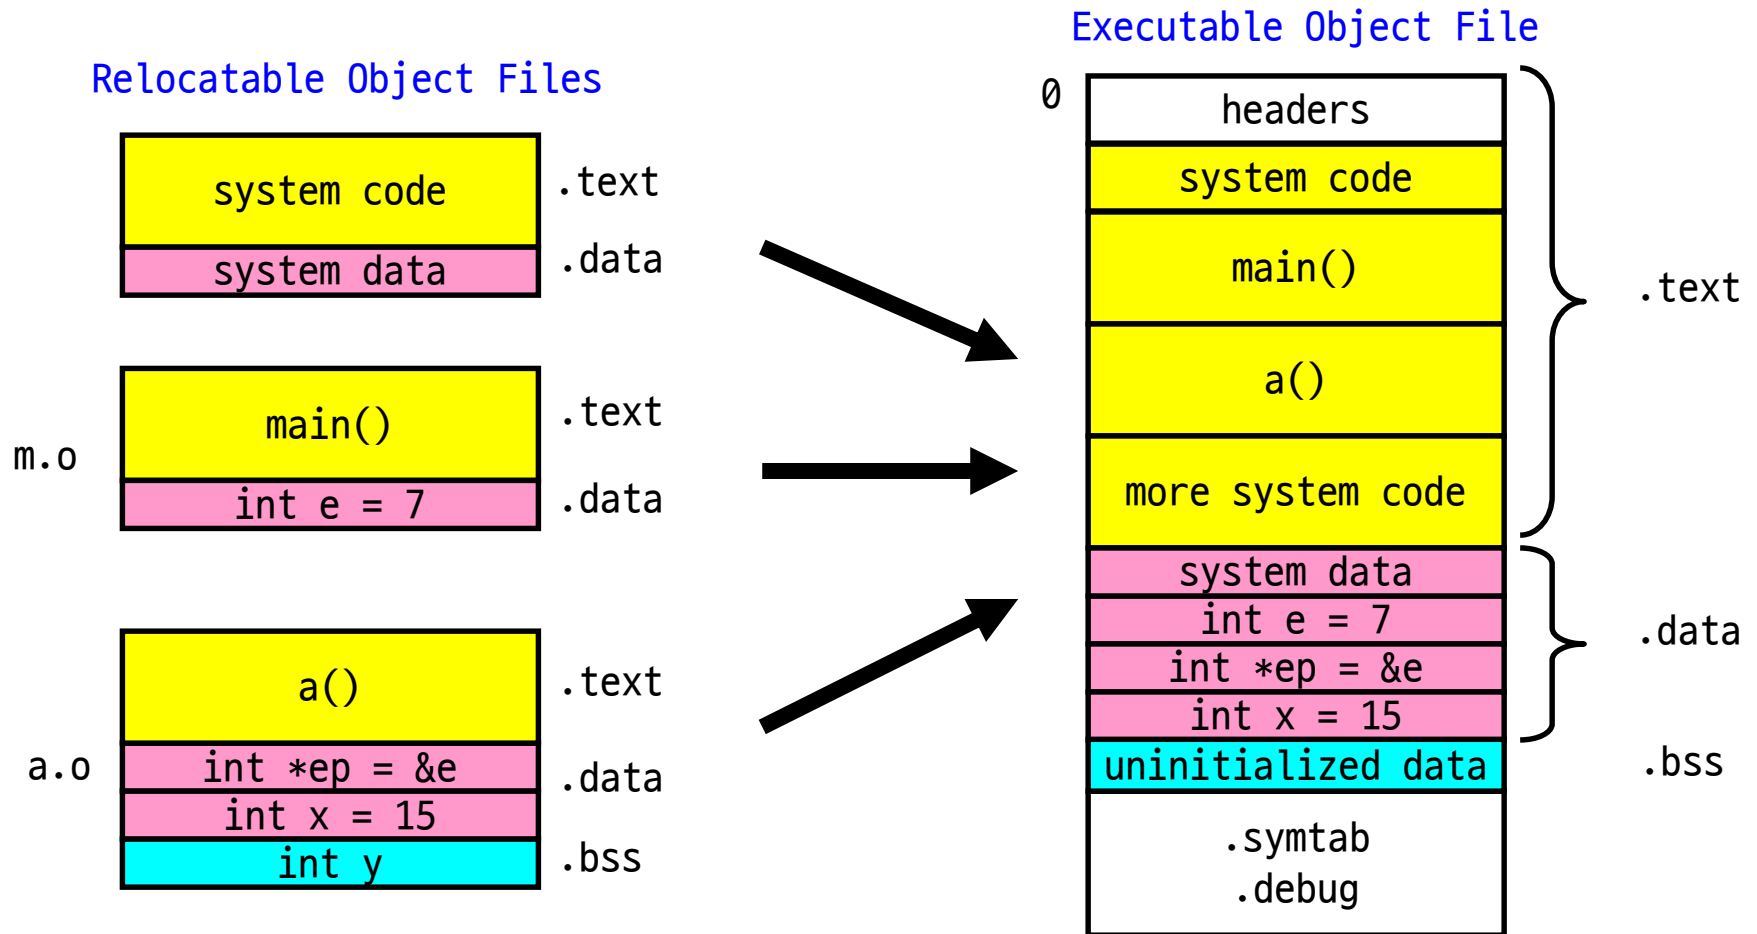 Relocatable Object Files
system code
.text
system data
.data
m.o
main()
.text
int e = 7
.data
a.o
a()
.text
int *ep = &e
.data
int x = 15
int y
.bss
Executable Object File
0
headers
system code
main()
a()
more system code
.text
system data
int e = 7
int *ep = &e
int x = 15
.data
uninitialized data
.bss
.symtab
.debug